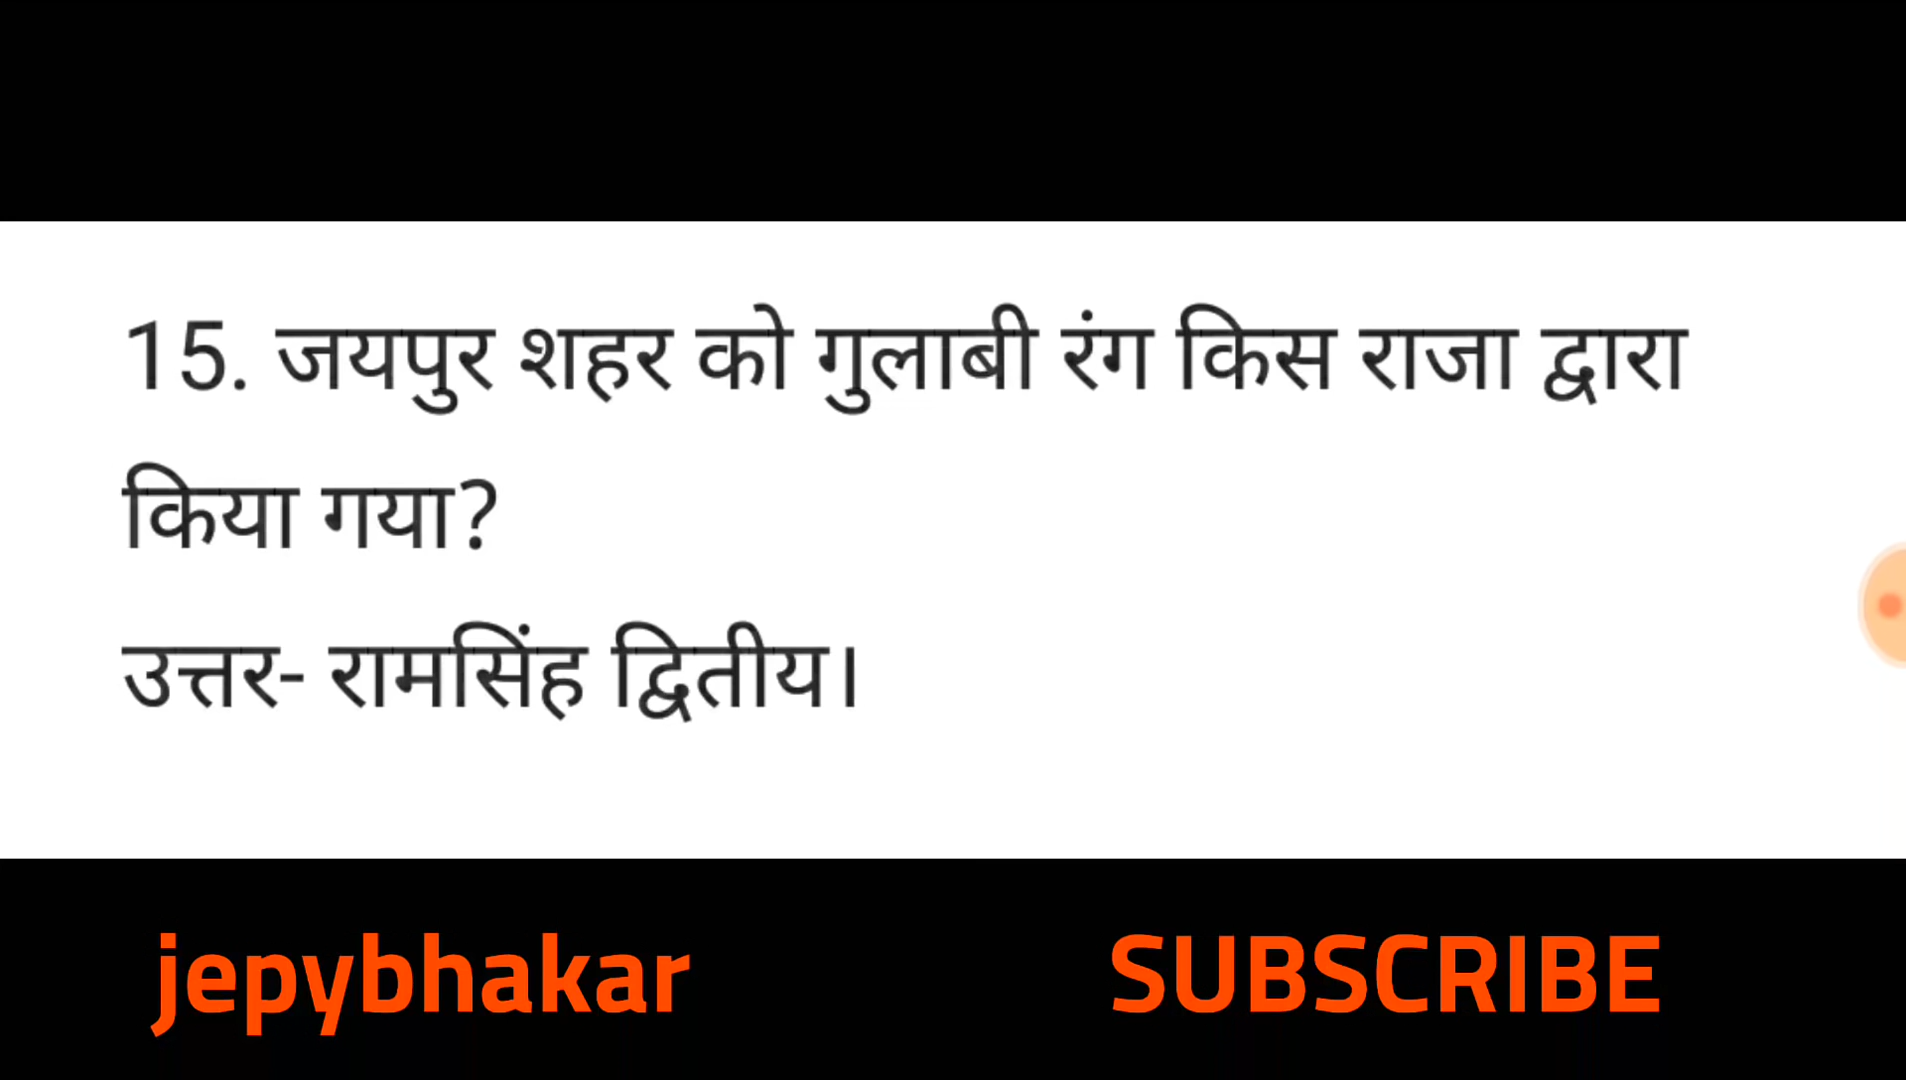 15. जयपुर शहर को गुलाबी रंग किस राजा द्वारा
किया गया?
उत्तर- रामसिंह द्वितीय।
jepybhakar
SUBSCRIBE